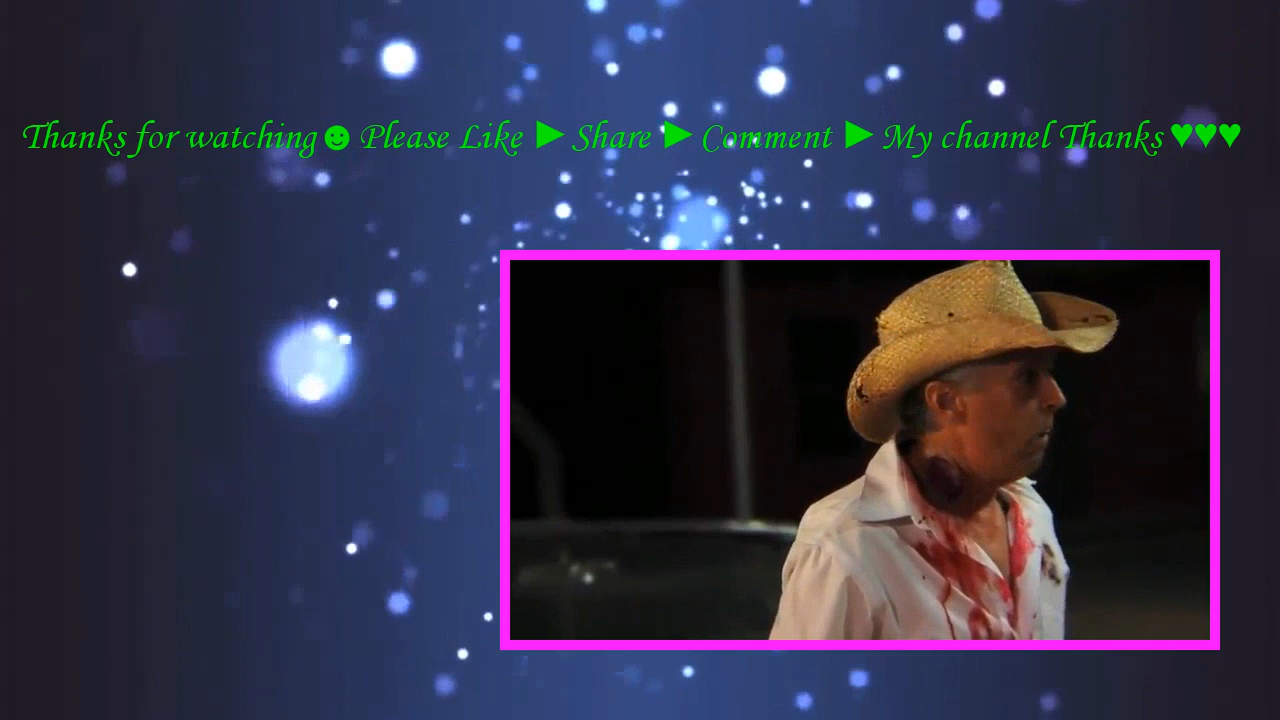 Thanks for watching☻Please Like ► Share ► Comment ► My channel Thanks ♥♥♥